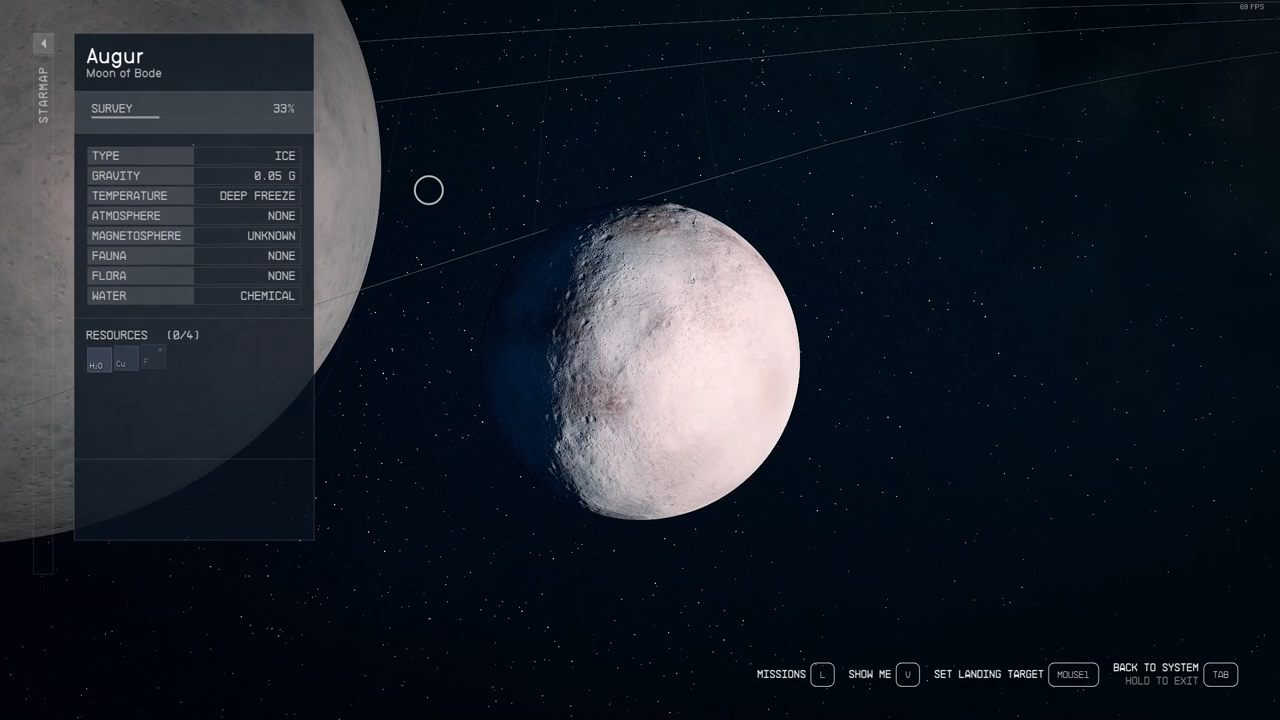 69 FPS
STARMAP
Augur
Moon of Bode
SURVEY 33%
TYPE ICE
GRAVITY 0.05 G
TEMPERATURE DEEP FREEZE
ATMOSPHERE NONE
MAGNETOSPHERE UNKNOWN
FAUNA NONE
FLORA NONE
WATER CHEMICAL
RESOURCES (0/4)
H₂O Cu F
MISSIONS L SHOW ME V SET LANDING TARGET MOUSE1 BACK TO SYSTEM TAB
HOLD TO EXIT